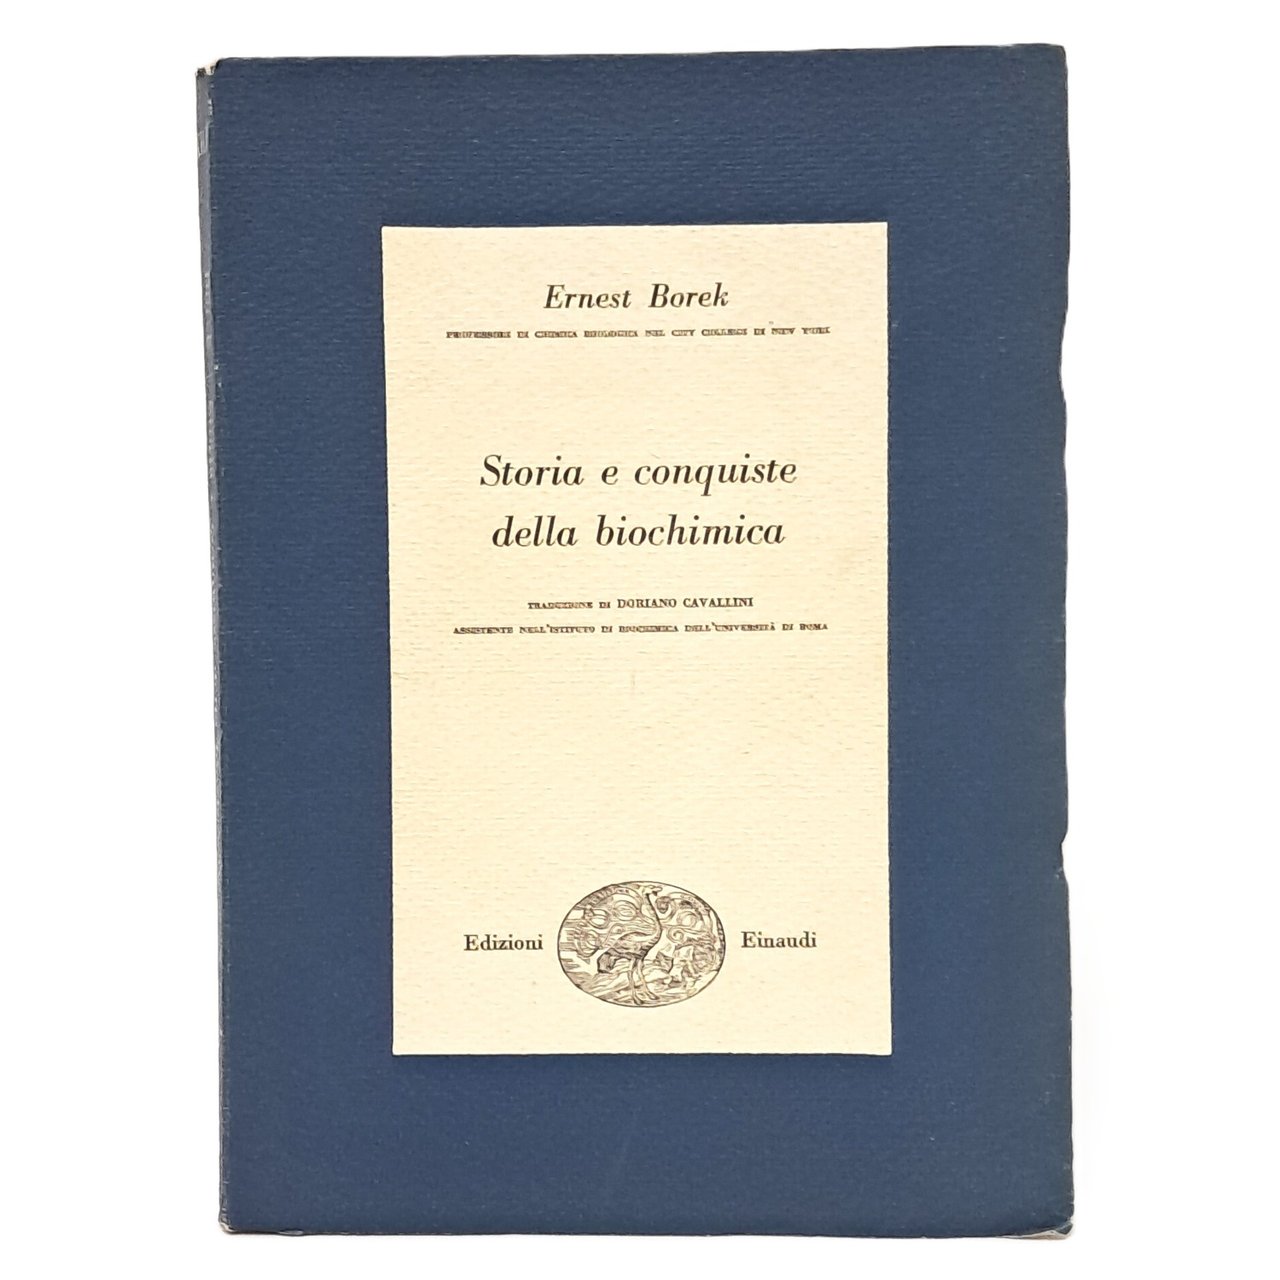 Ernest Borek
PROFESSORE DI CHIMICA BIOLOGICA NEL CITY COLLEGE DI NEW YORK
Storia e conquiste
della biochimica
TRADUZIONE DI DORIANO CAVALLINI
ASSISTENTE NELL'ISTITUTO DI BIOCHIMICA DELL'UNIVERSITÀ DI ROMA
Edizioni Einaudi